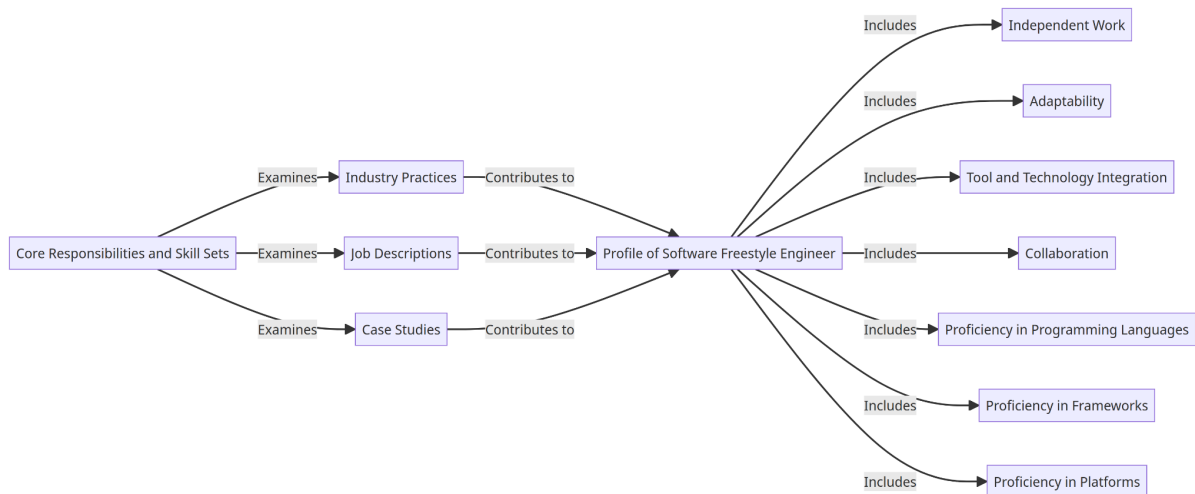 Includes
Independent Work
Includes
Adaptability
Examines
Industry Practices
Contributes to
Includes
Tool and Technology Integration
Core Responsibilities and Skill Sets
Examines
Job Descriptions
Contributes to
Profile of Software Freestyle Engineer
Includes
Collaboration
Examines
Case Studies
Contributes to
Includes
Proficiency in Programming Languages
Includes
Proficiency in Frameworks
Includes
Proficiency in Platforms